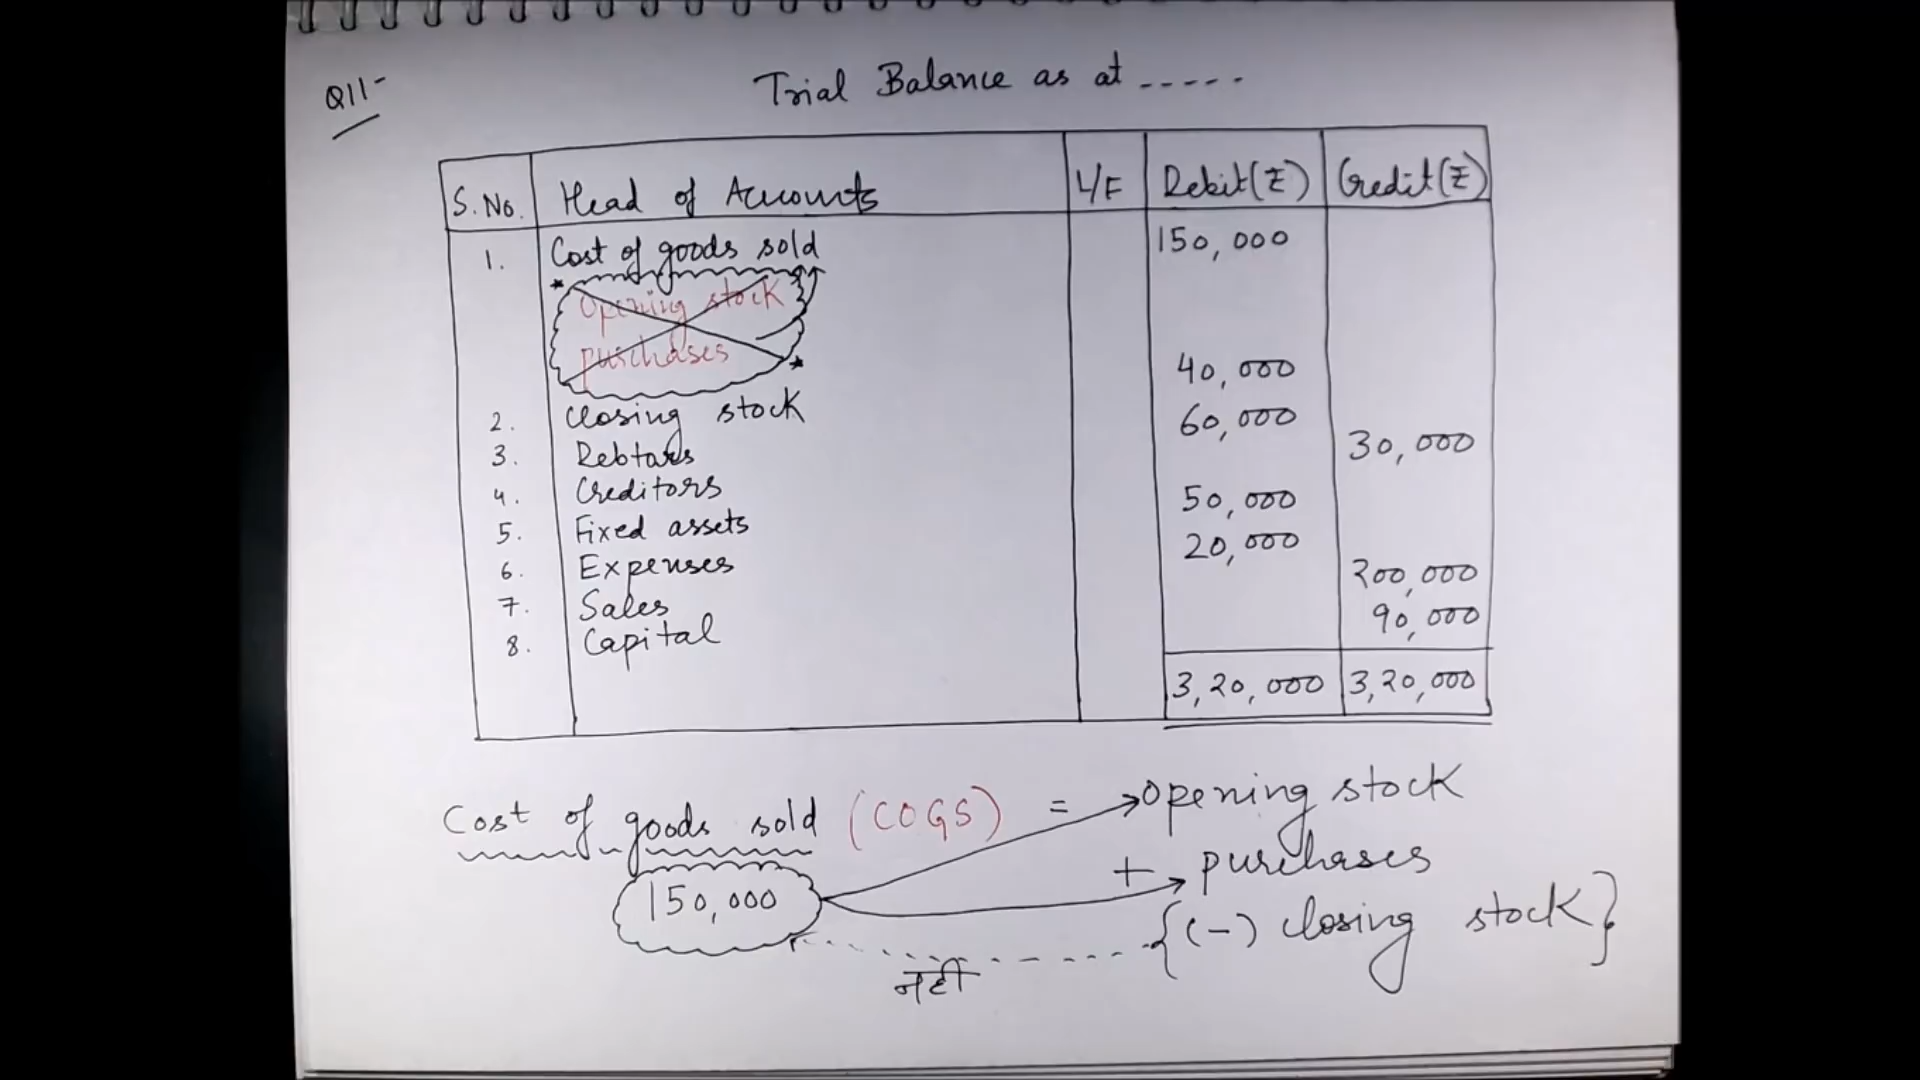 Q11-
Trial Balance as at -----
S.No. Head of Accounts L/F Debit(₹) Credit(₹)
1. Cost of goods sold 150,000
Opening stock
purchases
2. Closing stock 40,000
3. Debtors 60,000
4. Creditors 30,000
5. Fixed assets 50,000
6. Expenses 20,000
7. Sales 200,000
8. Capital 90,000
3,20,000 3,20,000
Cost of goods sold (COGS) = opening stock
+ purchases
150,000
{(-) closing stock}
नहीं